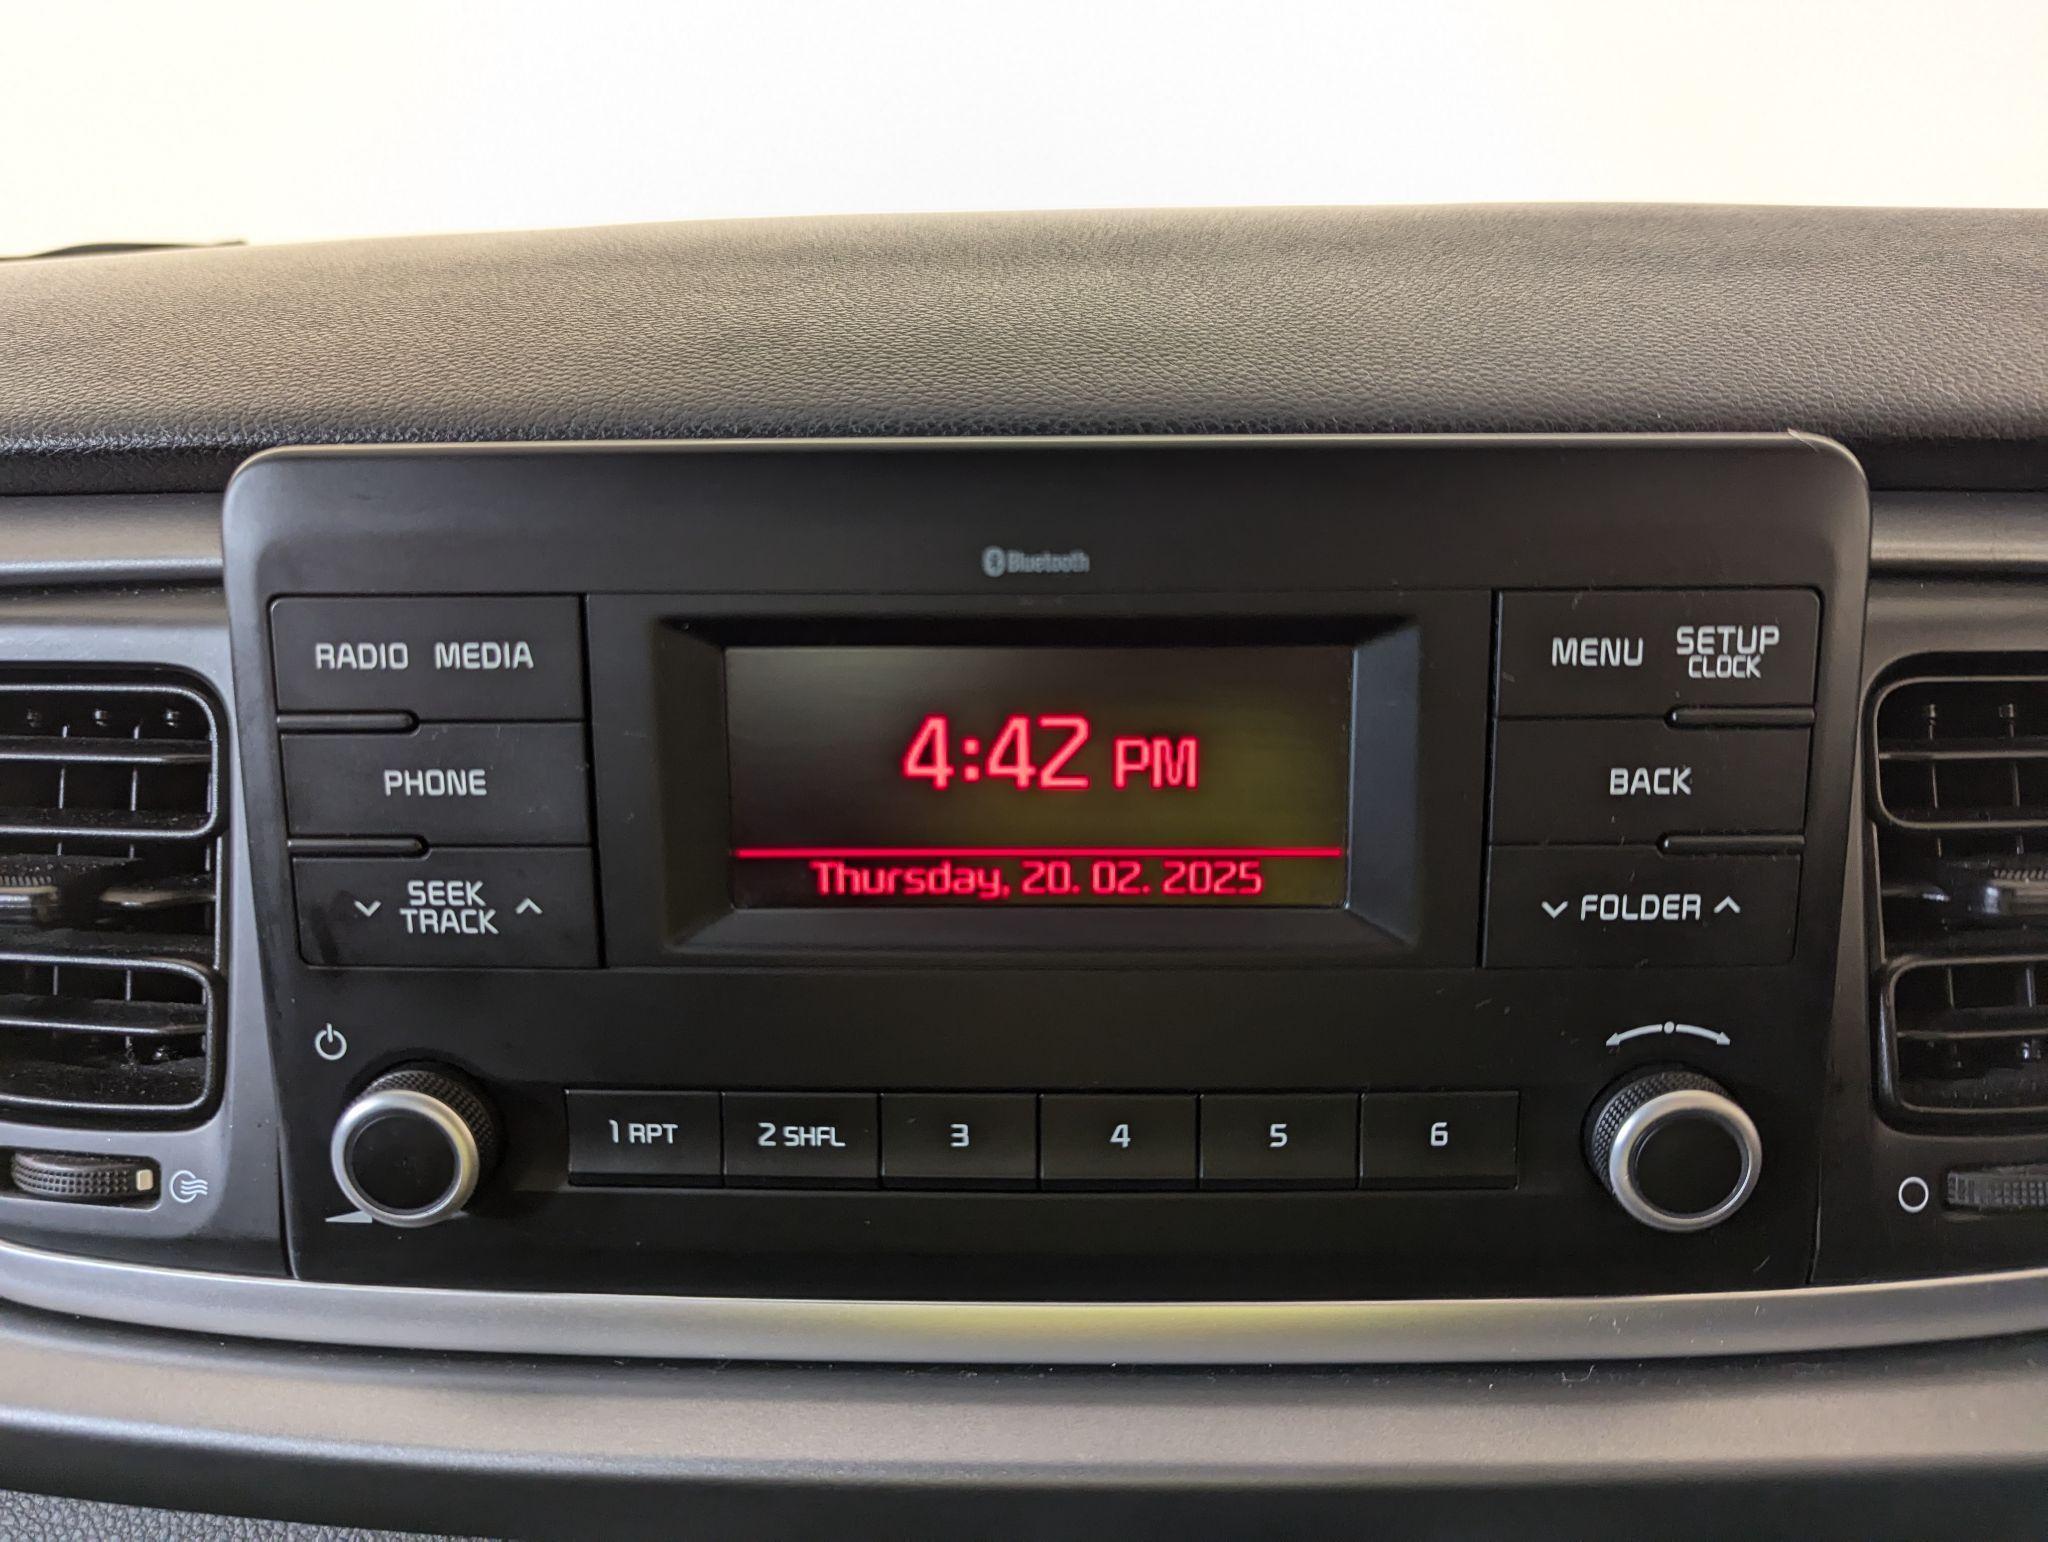 Bluetooth
RADIO MEDIA
MENU SETUP
CLOCK
4:42 PM
PHONE
BACK
Thursday, 20. 02. 2025
SEEK
TRACK
FOLDER
1 RPT 2 SHFL 3 4 5 6